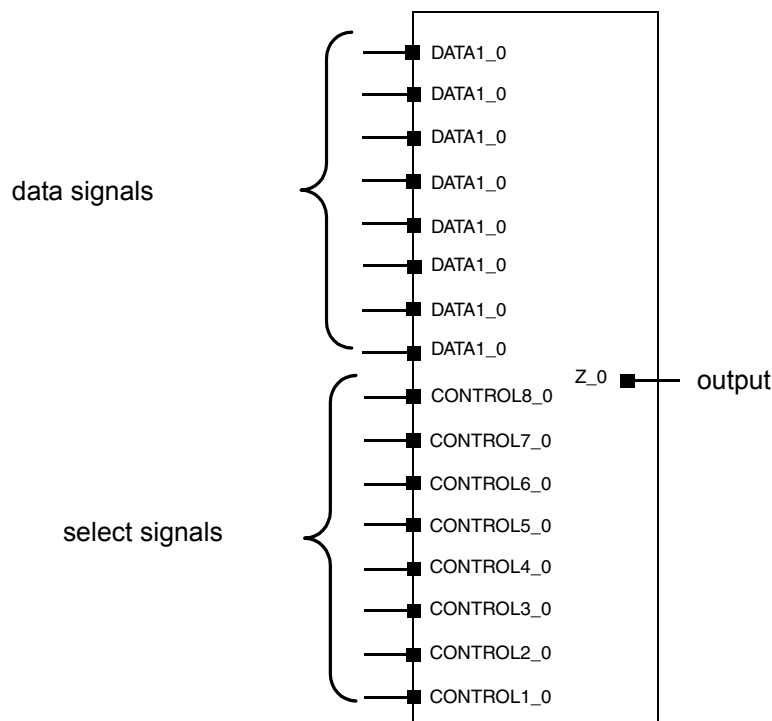 DATA1_0
DATA1_0
DATA1_0
DATA1_0
data signals
DATA1_0
DATA1_0
DATA1_0
DATA1_0
Z_0
output
CONTROL8_0
CONTROL7_0
CONTROL6_0
select signals
CONTROL5_0
CONTROL4_0
CONTROL3_0
CONTROL2_0
CONTROL1_0